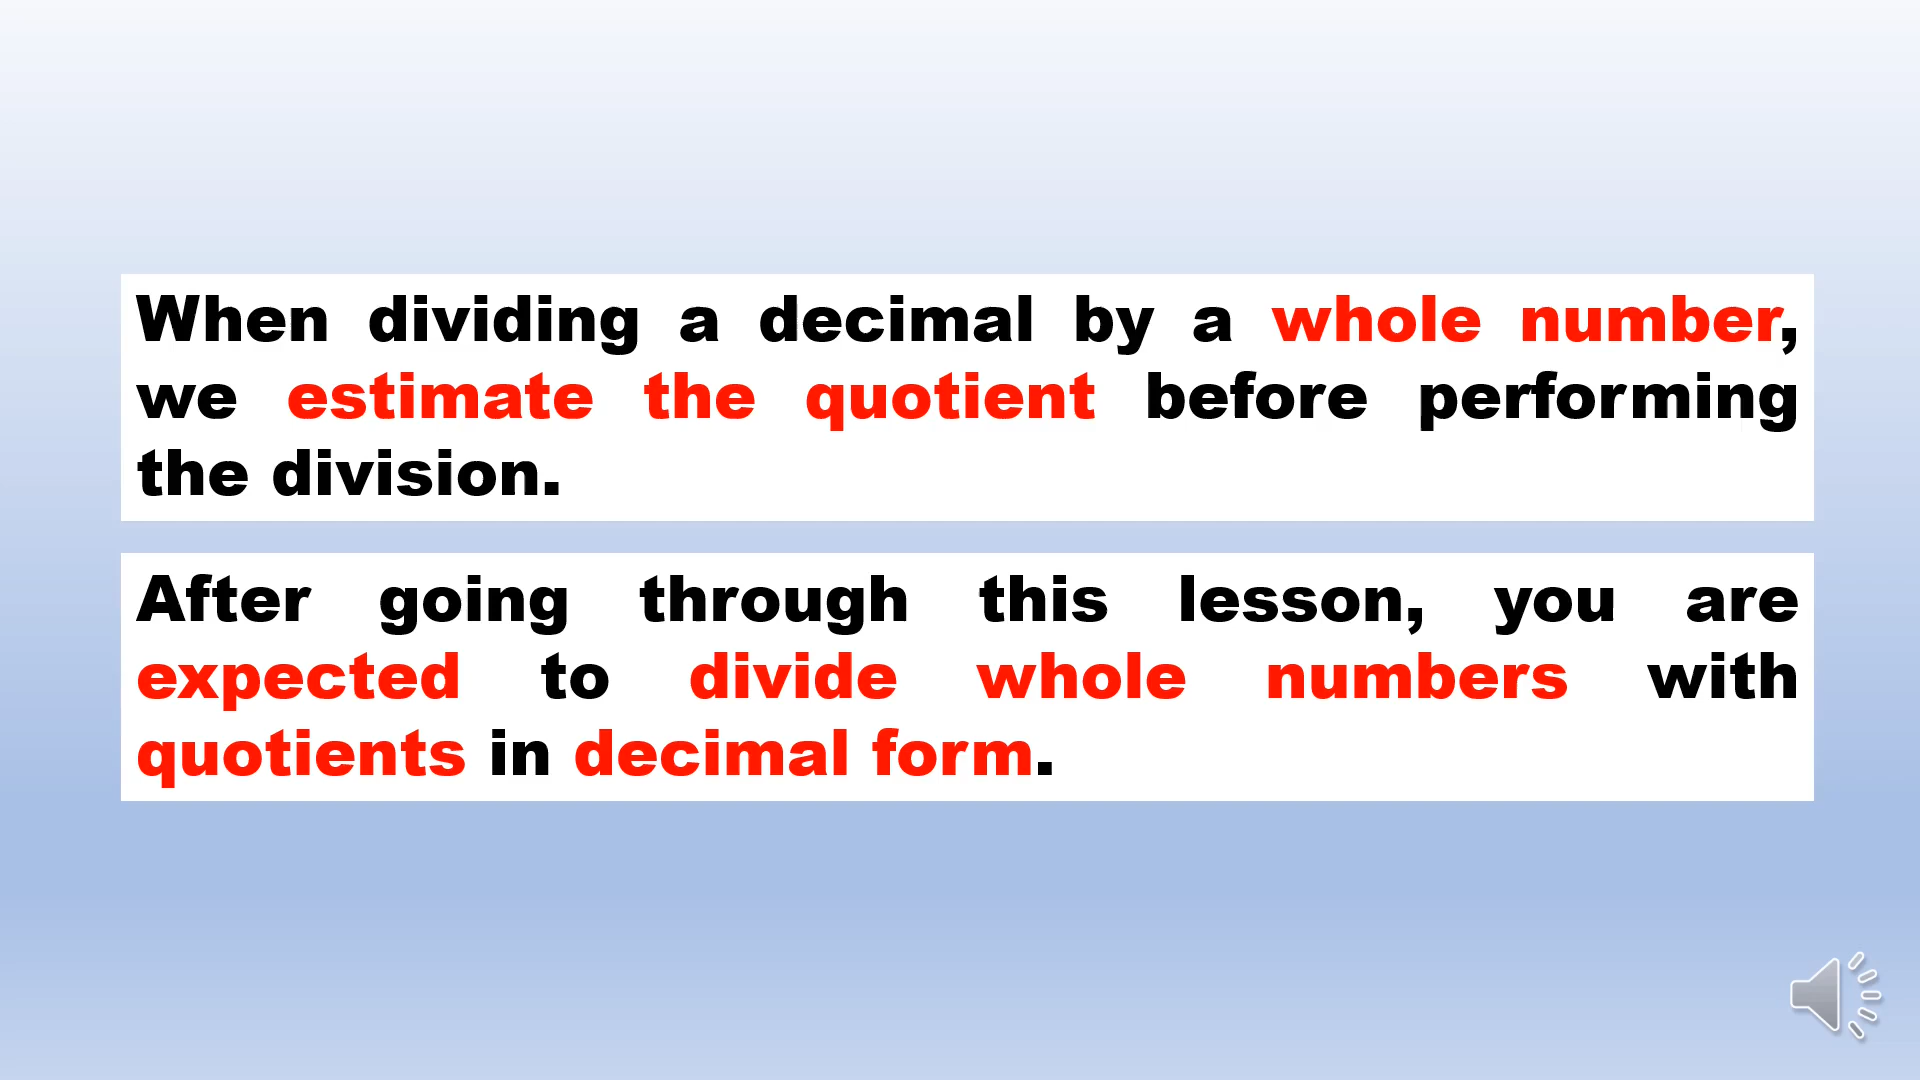 When dividing a decimal by a whole number,
we estimate the quotient before performing
the division.
After going through this lesson, you are
expected to divide whole numbers with
quotients in decimal form.